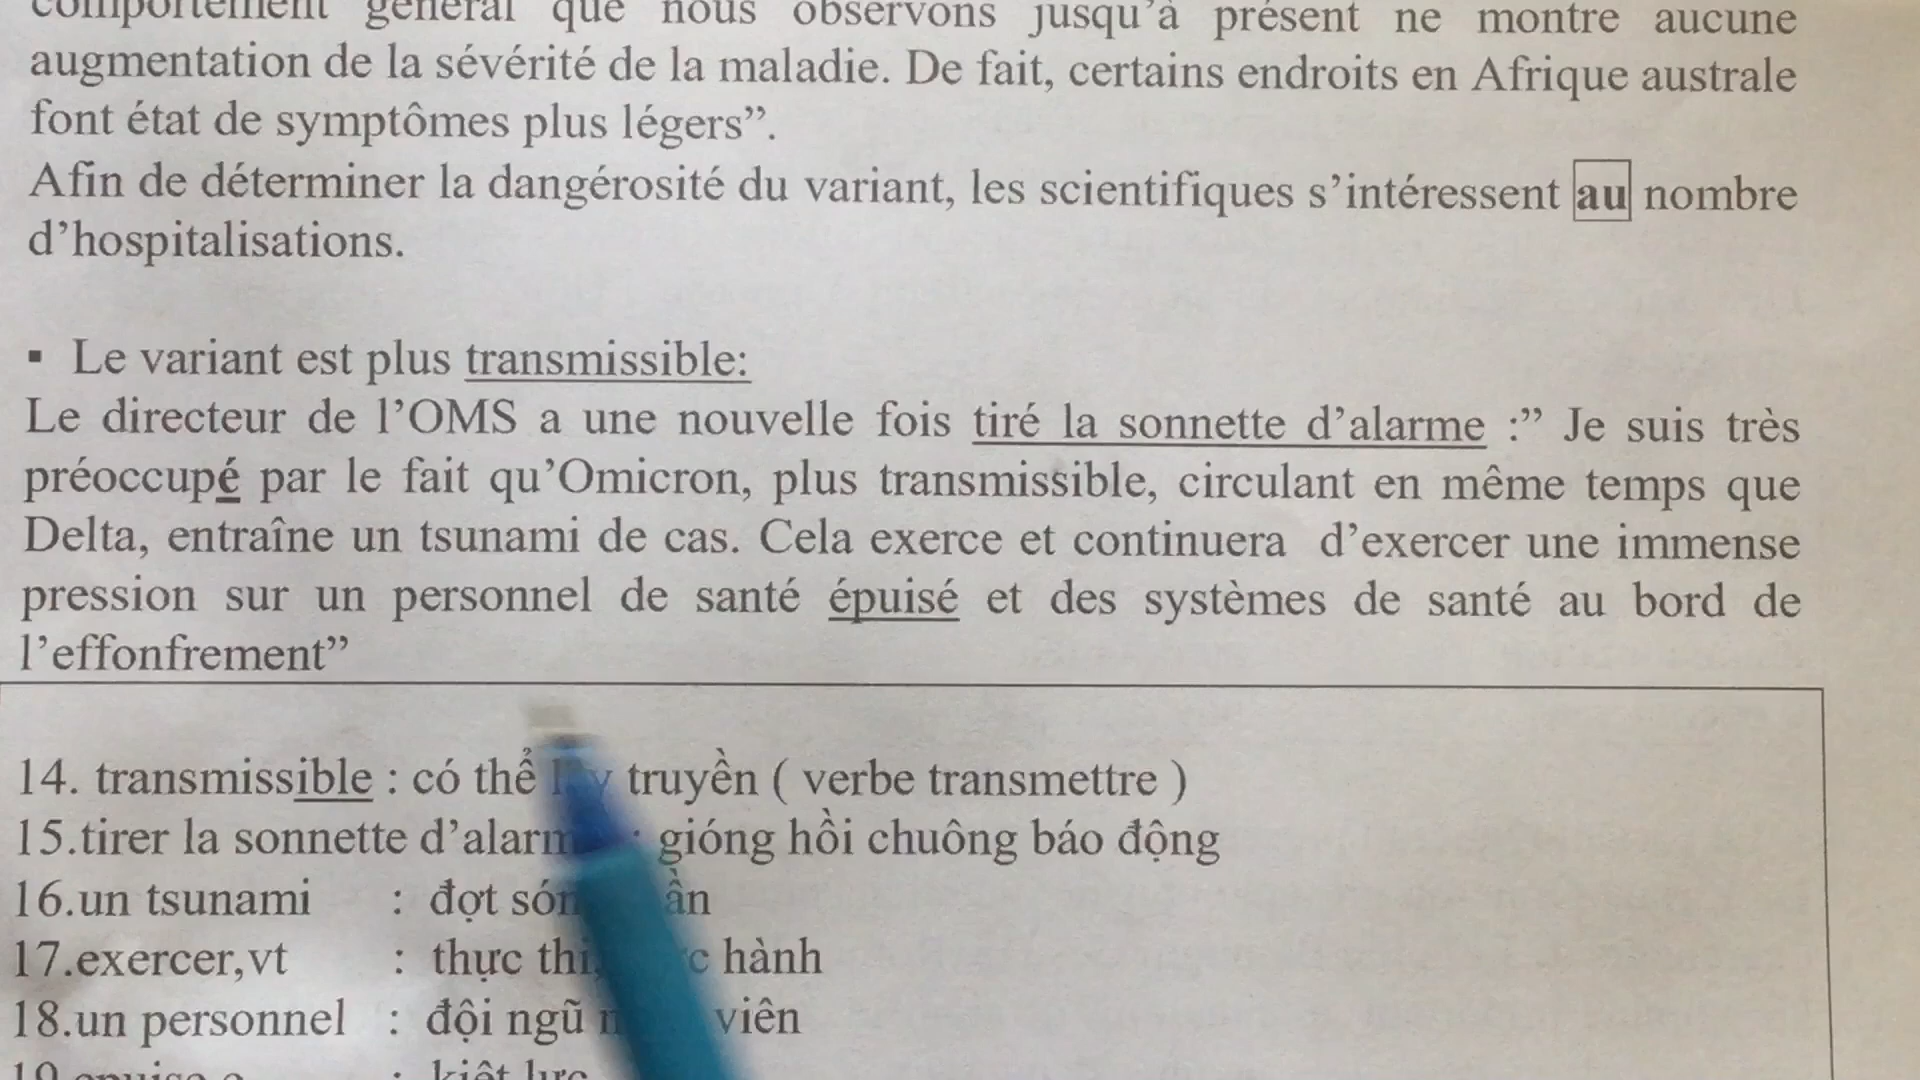 comportement général que nous observons jusqu'à présent ne montre aucune
augmentation de la sévérité de la maladie. De fait, certains endroits en Afrique australe
font état de symptômes plus légers”.
Afin de déterminer la dangérosité du variant, les scientifiques s'intéressent au nombre
d'hospitalisations.
▪ Le variant est plus transmissible:
Le directeur de l'OMS a une nouvelle fois tiré la sonnette d'alarme :” Je suis très
préoccupé par le fait qu'Omicron, plus transmissible, circulant en même temps que
Delta, entraîne un tsunami de cas. Cela exerce et continuera d'exercer une immense
pression sur un personnel de santé épuisé et des systèmes de santé au bord de
l'effonfrement”
14. transmissible : có thể truyền ( verbe transmettre )
15.tirer la sonnette : gióng hồi chuông báo động
16.un tsunami : đợt
17.exercer,vt : thực hành
18.un personnel : đội ngũ viên
: kiệt lực